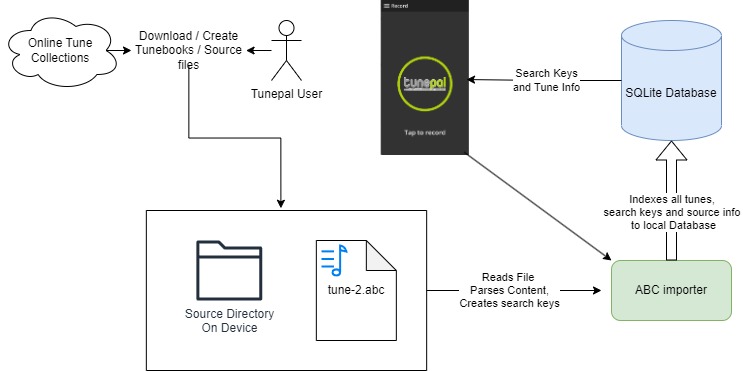 Online Tune
Collections
Download / Create
Tunebooks / Source
files
Tunepal User
Record
tunepal
Tap to record
Search Keys
and Tune Info
SQLite Database
Indexes all tunes,
search keys and source info
to local Database
Source Directory
On Device
tune-2.abc
Reads File
Parses Content,
Creates search keys
ABC importer